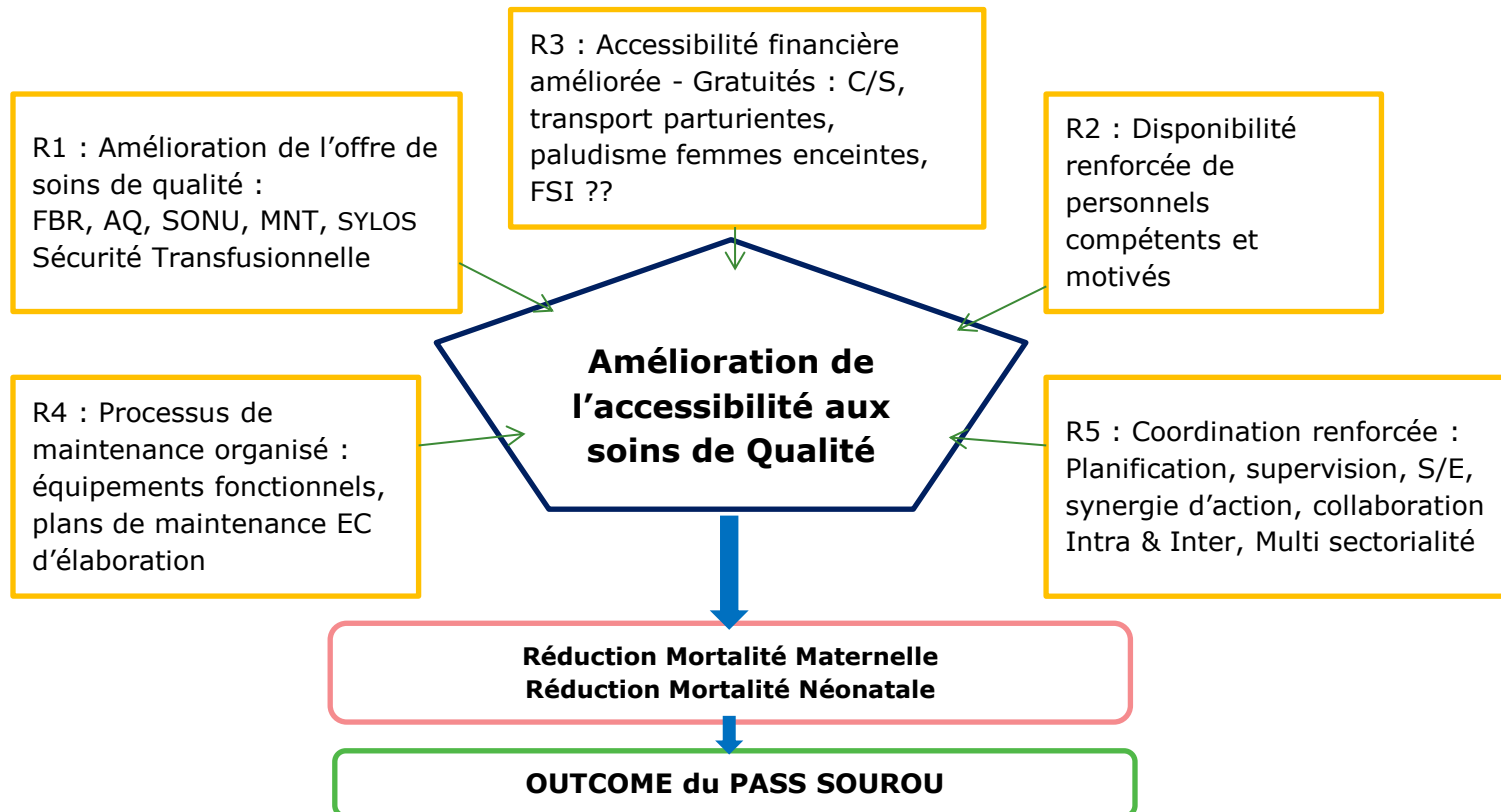 R3 : Accessibilité financière
améliorée - Gratuités : C/S,
transport parturientes,
paludisme femmes enceintes,
FSI ??
R1 : Amélioration de l’offre de
soins de qualité :
FBR, AQ, SONU, MNT, SYLOS
Sécurité Transfusionnelle
R2 : Disponibilité
renforcée de
personnels
compétents et
motivés
Amélioration de
l’accessibilité aux
soins de Qualité
R4 : Processus de
maintenance organisé :
équipements fonctionnels,
plans de maintenance EC
d’élaboration
R5 : Coordination renforcée :
Planification, supervision, S/E,
synergie d’action, collaboration
Intra & Inter, Multi sectorialité
Réduction Mortalité Maternelle
Réduction Mortalité Néonatale
OUTCOME du PASS SOUROU